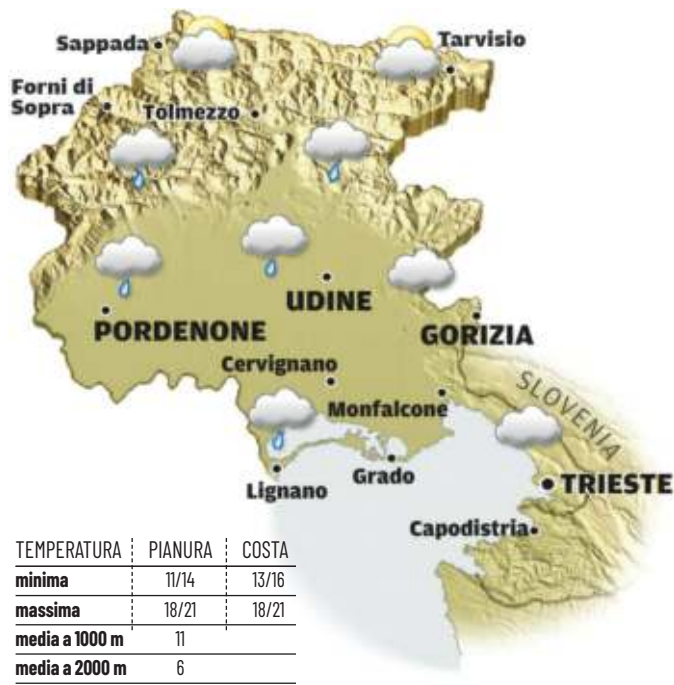 Sappada
Tarvisio
Forni di
Sopra
Tolmezzo
UDINE
PORDENONE
GORIZIA
Cervignano
SLOVENIA
Monfalcone
Grado
Lignano
TRIESTE
Capodistria
TEMPERATURA PIANURA COSTA
minima 11/14 13/16
massima 18/21 18/21
media a 1000 m 11
media a 2000 m 6